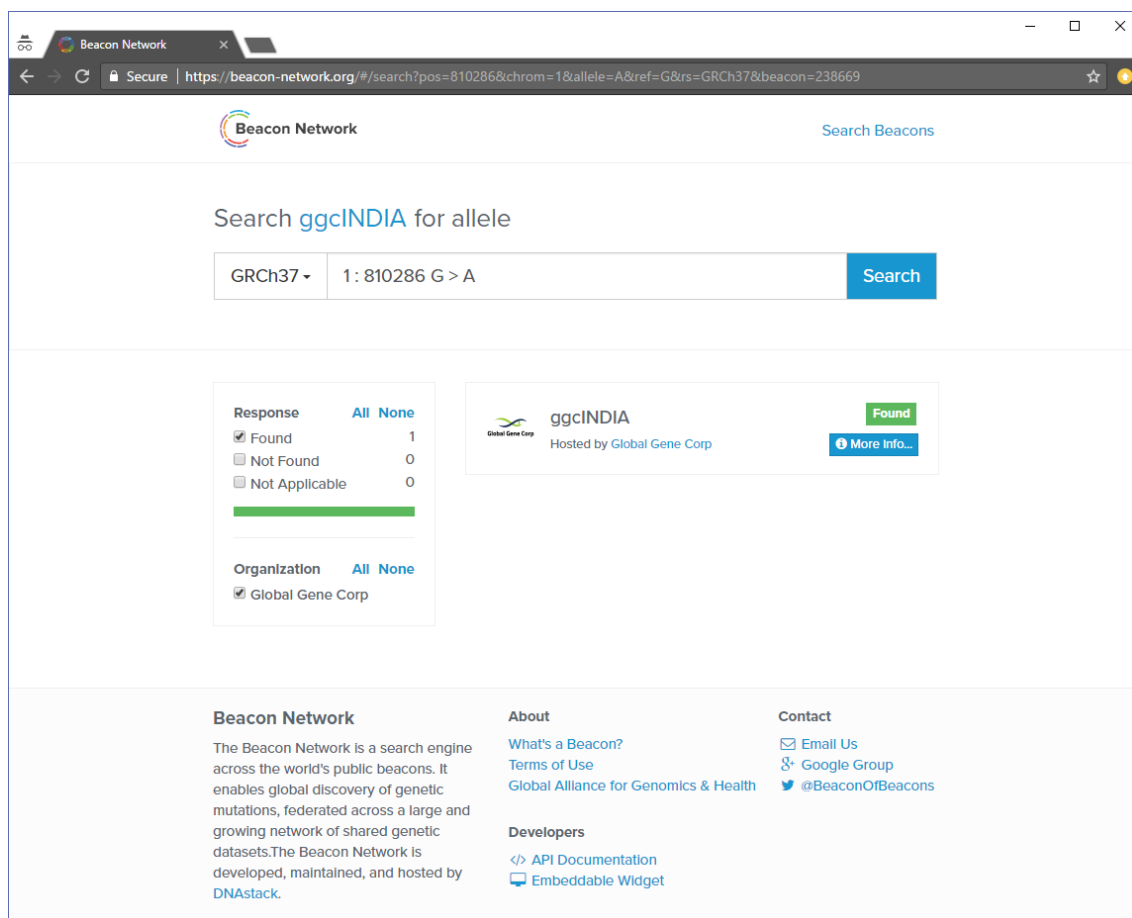 Beacon Network
Secure | https://beacon-network.org/#/search?pos=810286&chrom=1&allele=A&ref=G&rs=GRCh37&beacon=238669
Beacon Network
Search Beacons
Search ggcINDIA for allele
GRCh37
1 : 810286 G > A
Search
Response All None
Found 1
Not Found 0
Not Applicable 0
Organization All None
Global Gene Corp
Global Gene Corp
ggcINDIA
Hosted by Global Gene Corp
Found
More Info...
Beacon Network
The Beacon Network is a search engine
across the world's public beacons. It
enables global discovery of genetic
mutations, federated across a large and
growing network of shared genetic
datasets.The Beacon Network is
developed, maintained, and hosted by
DNAstack.
About
What's a Beacon?
Terms of Use
Global Alliance for Genomics & Health
Developers
</> API Documentation
Embeddable Widget
Contact
Email Us
Google Group
@BeaconOfBeacons